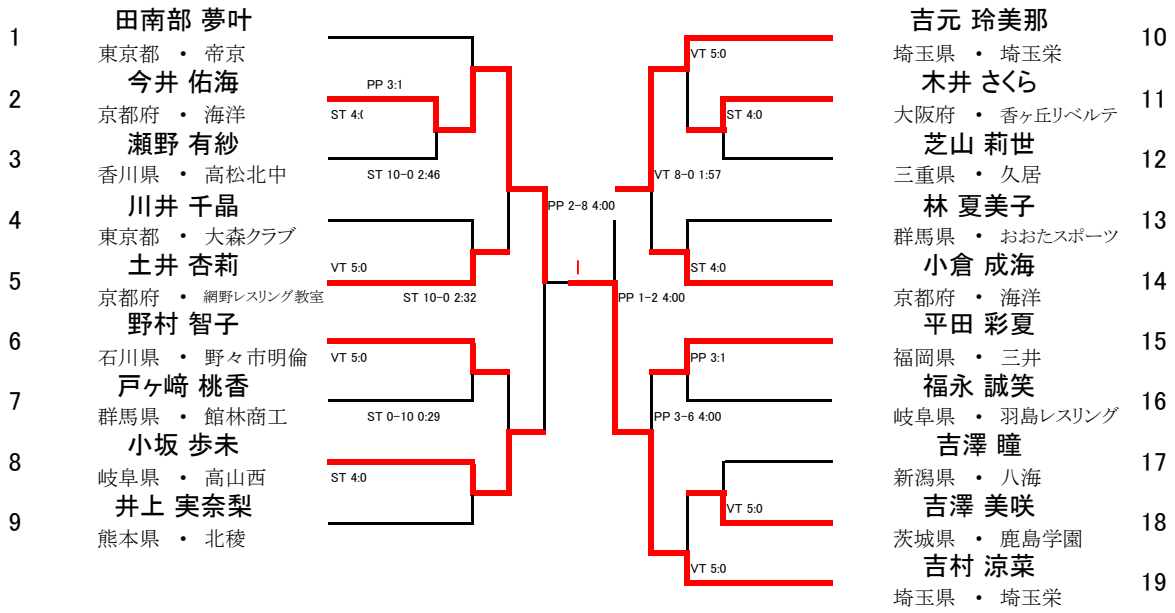 1
田南部 夢叶
東京都 ・ 帝京
2
今井 佑海
京都府 ・ 海洋
3
瀬野 有紗
香川県 ・ 高松北中
4
川井 千晶
東京都 ・ 大森クラブ
5
土井 杏莉
京都府 ・ 網野レスリング教室
6
野村 智子
石川県 ・ 野々市明倫
7
戸ヶ﨑 桃香
群馬県 ・ 館林商工
8
小坂 歩未
岐阜県 ・ 高山西
9
井上 実奈梨
熊本県 ・ 北稜
PP 3:1
ST 4:(
ST 10-0 2:46
VT 5:0
ST 10-0 2:32
VT 5:0
ST 0-10 0:29
ST 4:0
PP 2-8 4:00
PP 1-2 4:00
VT 5:0
ST 4:0
VT 8-0 1:57
ST 4:0
PP 3:1
PP 3-6 4:00
VT 5:0
VT 5:0
吉元 玲美那
埼玉県 ・ 埼玉栄
10
木井 さくら
大阪府 ・ 香ヶ丘リベルテ
11
芝山 莉世
三重県 ・ 久居
12
林 夏美子
群馬県 ・ おおたスポーツ
13
小倉 成海
京都府 ・ 海洋
14
平田 彩夏
福岡県 ・ 三井
15
福永 誠笑
岐阜県 ・ 羽島レスリング
16
吉澤 瞳
新潟県 ・ 八海
17
吉澤 美咲
茨城県 ・ 鹿島学園
18
吉村 涼菜
埼玉県 ・ 埼玉栄
19